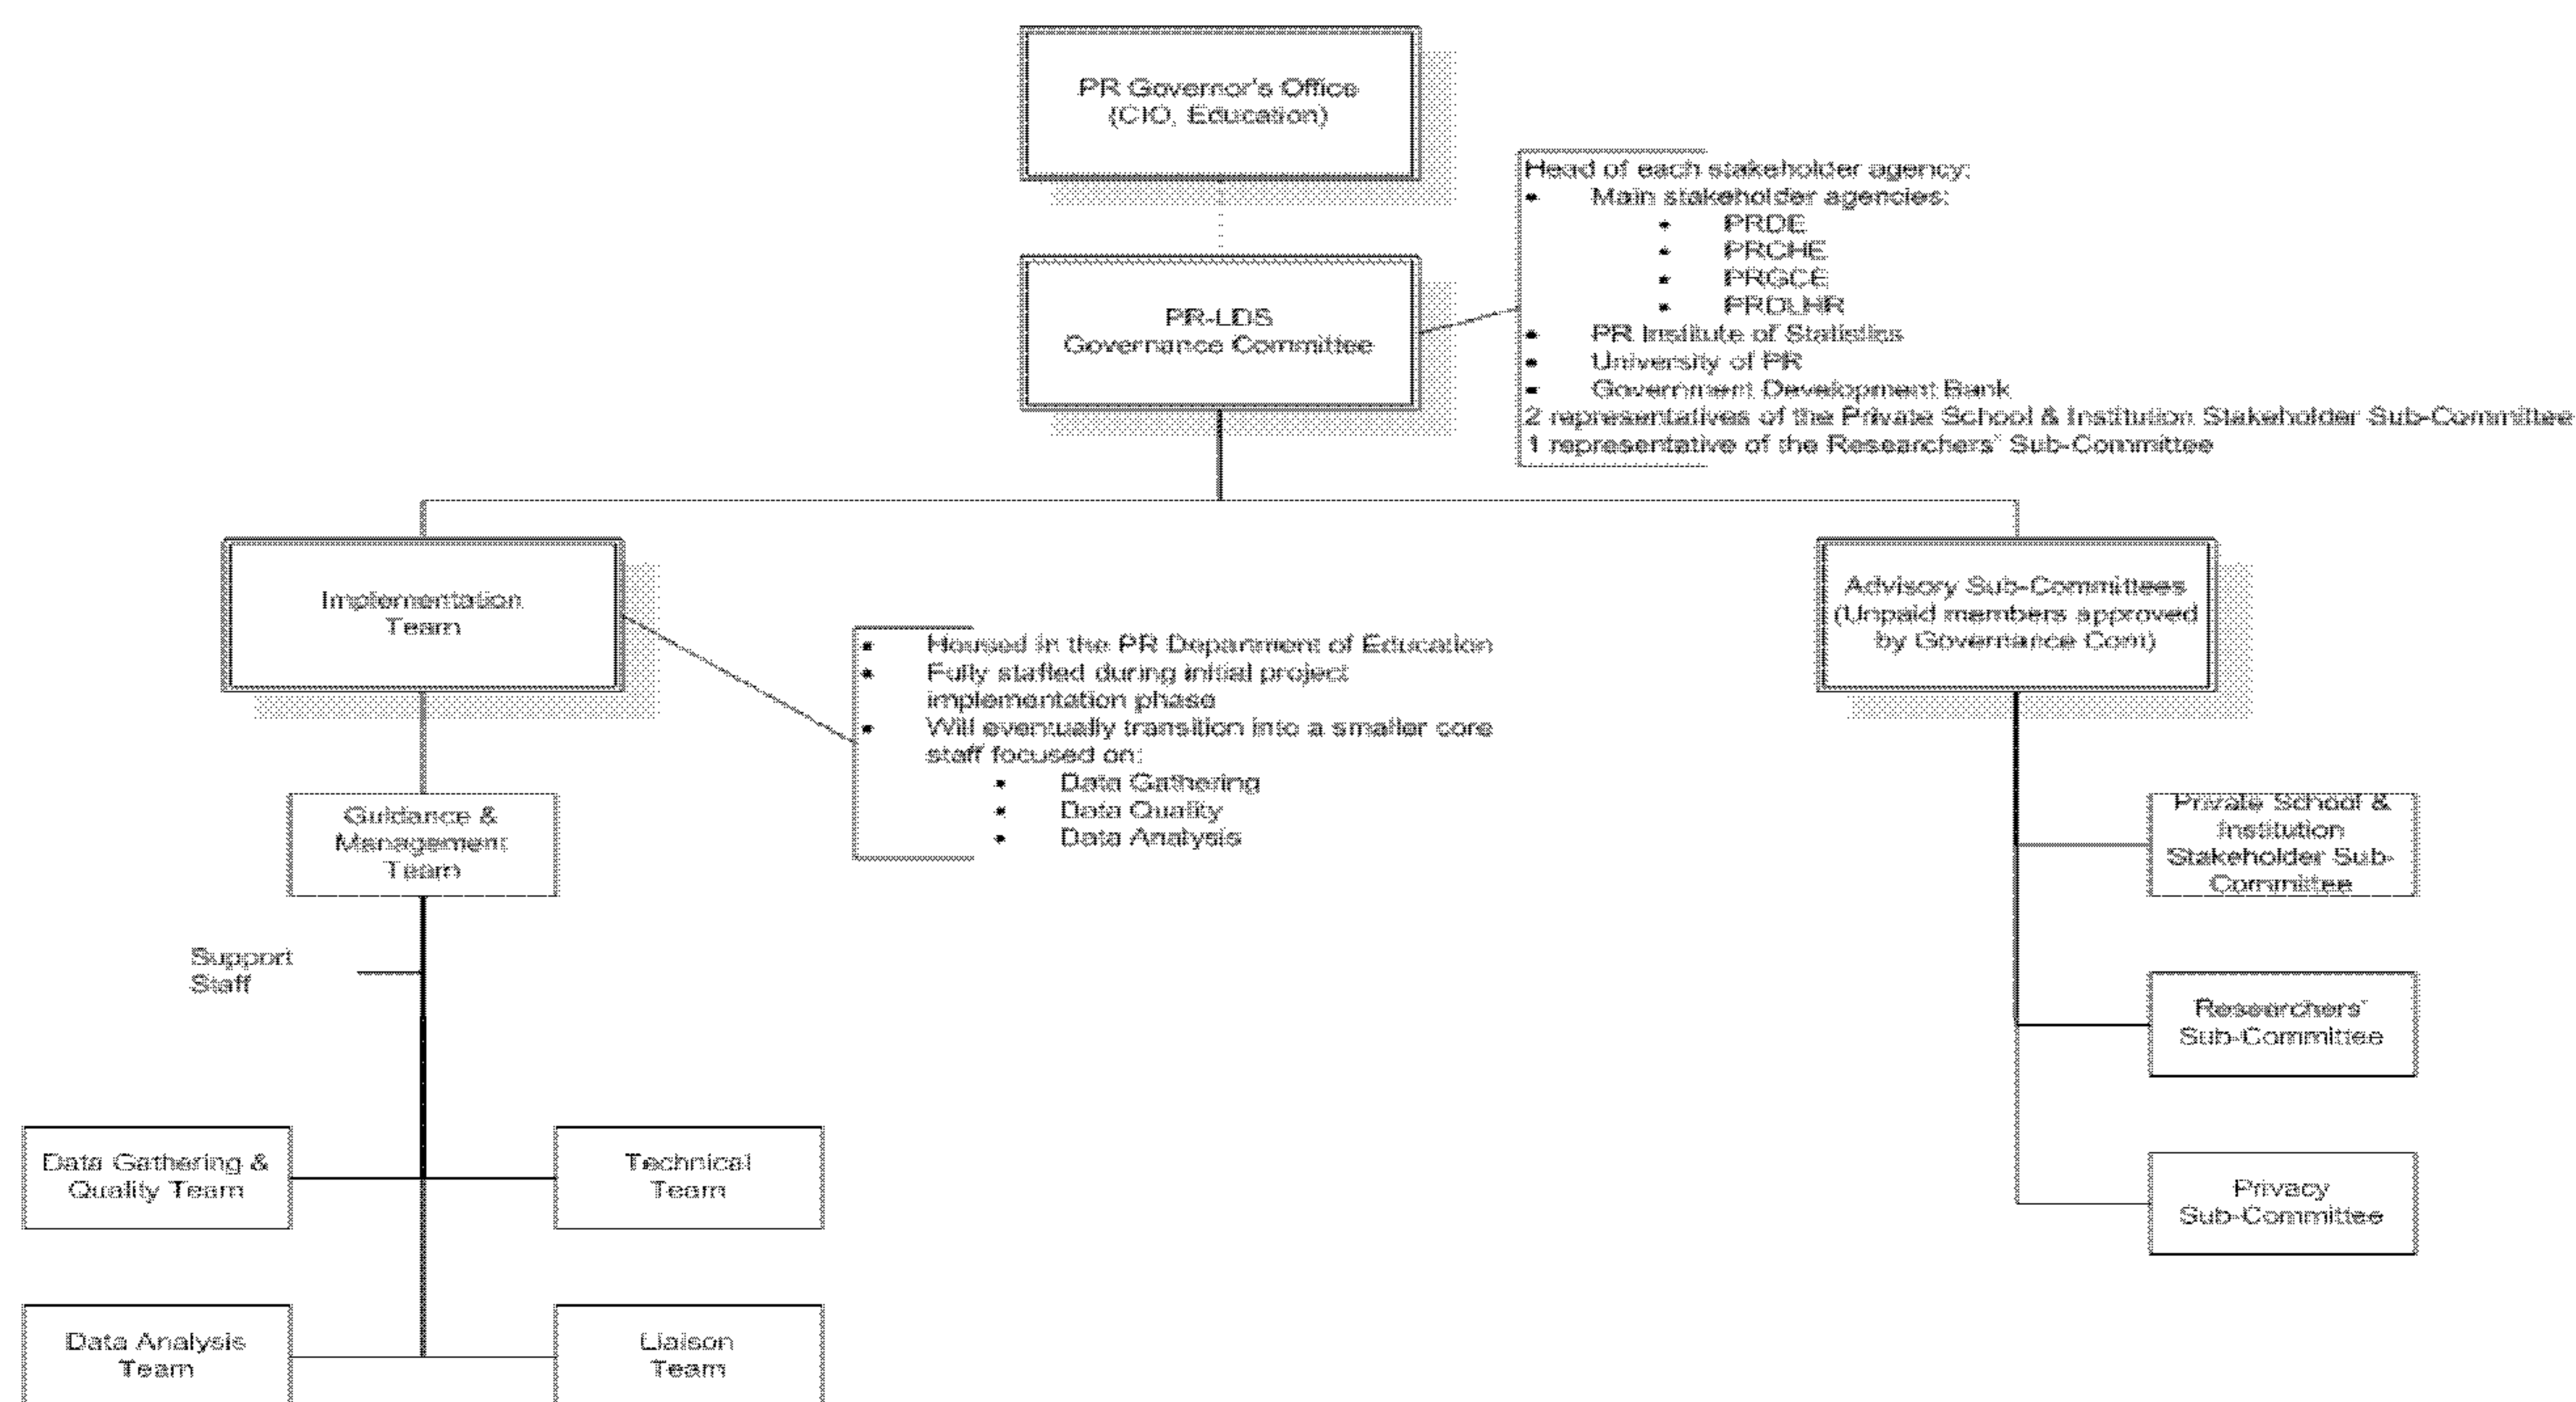 PR Governor's Office
(CIO, Education)
Head of each stakeholder agency:
• Main stakeholder agencies:
• PRDE
• PRCHE
• PRGCE
• PRDLHR
• PR Institute of Statistics
• University of PR
• Government Development Bank
2 representatives of the Private School & Institution Stakeholder Sub-Committee
1 representative of the Researchers' Sub-Committee
PR-LDS
Governance Committee
Implementation
Team
• Housed in the PR Department of Education
• Fully staffed during initial project
implementation phase
• Will eventually transition into a smaller core
staff focused on:
• Data Gathering
• Data Quality
• Data Analysis
Advisory Sub-Committees
(Unpaid members approved
by Governance Com)
Guidance &
Management
Team
Support
Staff
Data Gathering &
Quality Team
Technical
Team
Data Analysis
Team
Liaison
Team
Private School &
Institution
Stakeholder Sub-
Committee
Researchers'
Sub-Committee
Privacy
Sub-Committee